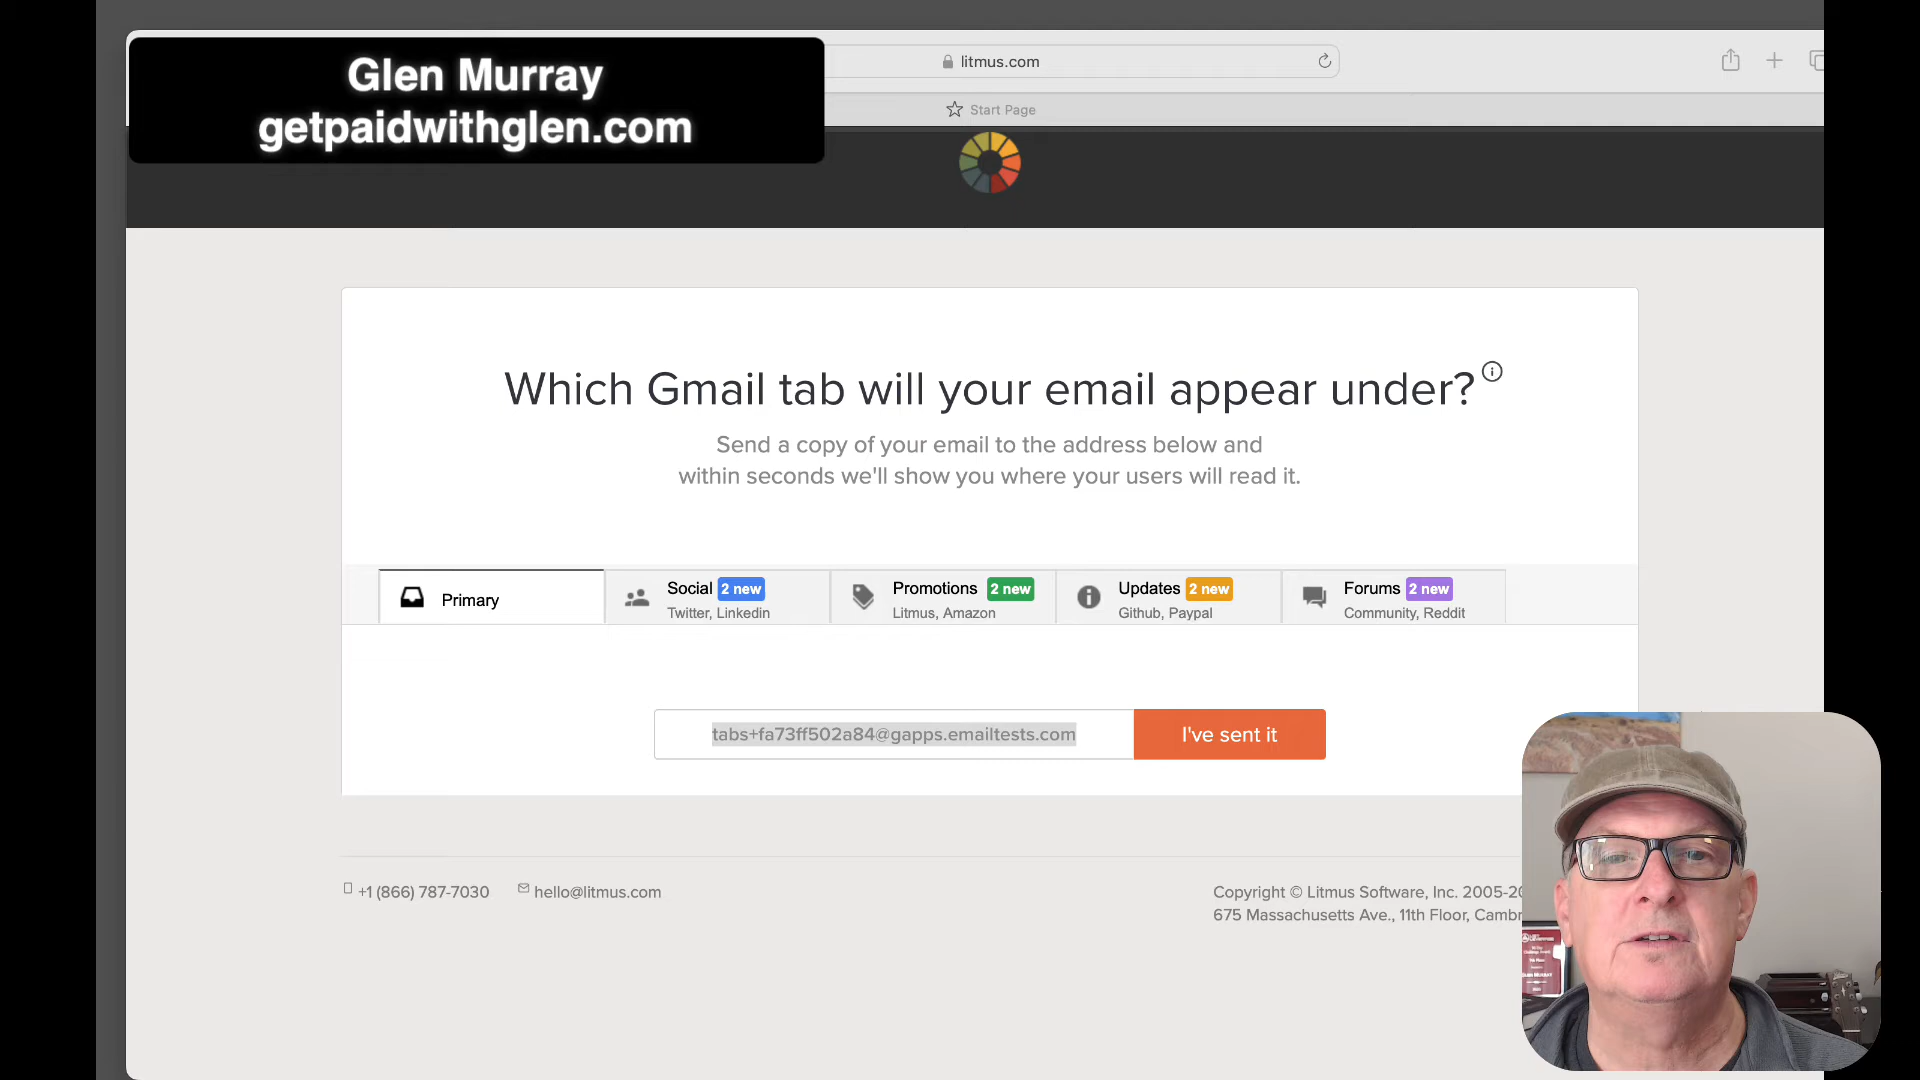 Glen Murray
getpaidwithglen.com
litmus.com
Start Page
Which Gmail tab will your email appear under?
Send a copy of your email to the address below and
within seconds we'll show you where your users will read it.
Primary
Social 2 new
Twitter, Linkedin
Promotions 2 new
Litmus, Amazon
Updates 2 new
Github, Paypal
Forums 2 new
Community, Reddit
tabs+fa73ff502a84@gapps.emailtests.com
I've sent it
+1 (866) 787-7030
hello@litmus.com
Copyright © Litmus Software, Inc. 2005-20
675 Massachusetts Ave., 11th Floor, Cambr